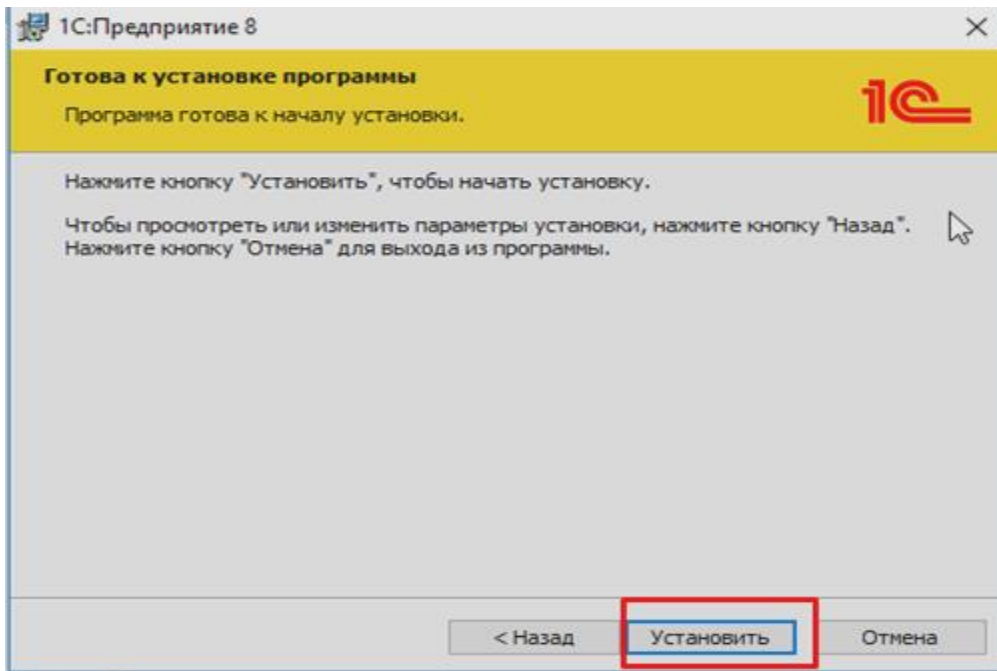 1С:Предприятие 8
Готова к установке программы
Программа готова к началу установки.
1С
Нажмите кнопку "Установить", чтобы начать установку.
Чтобы просмотреть или изменить параметры установки, нажмите кнопку "Назад".
Нажмите кнопку "Отмена" для выхода из программы.
< Назад
Установить
Отмена